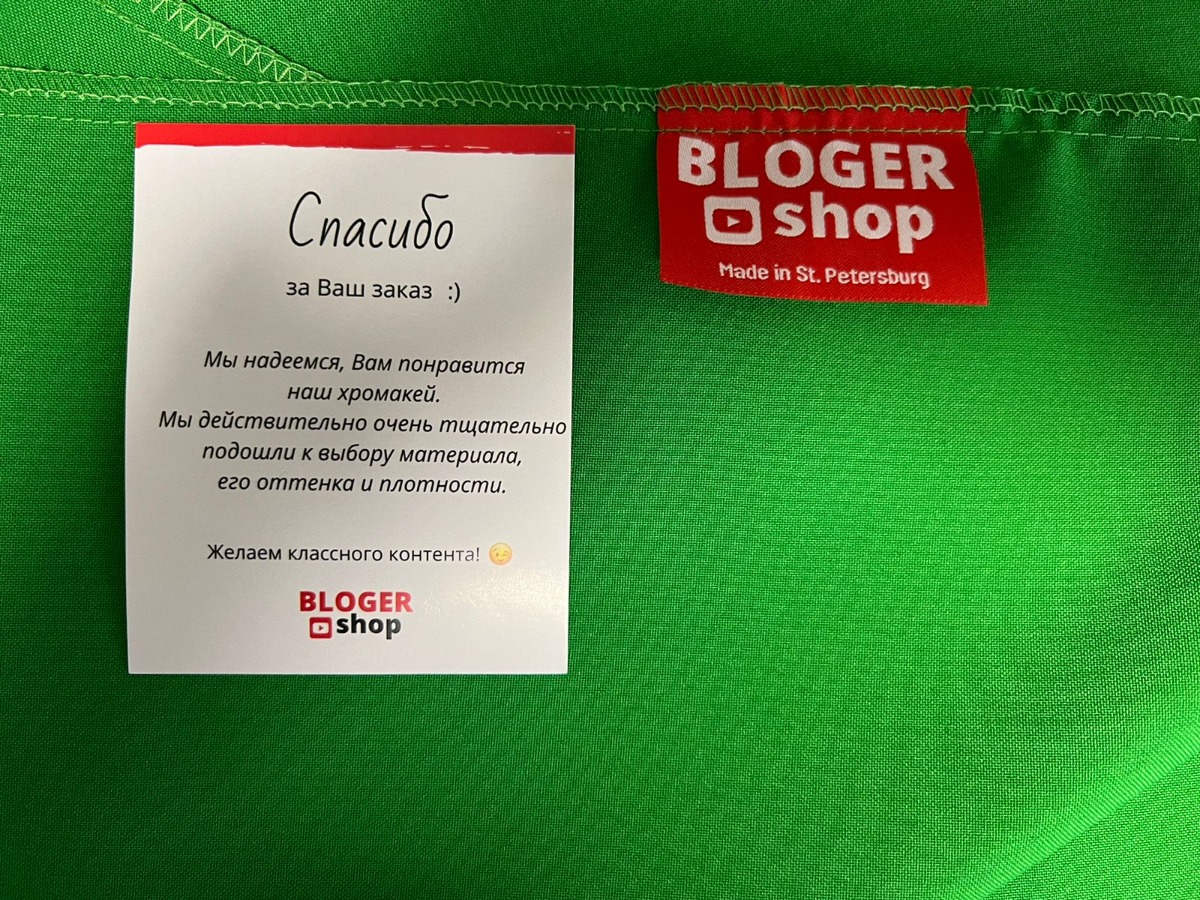 Спасибо
за Ваш заказ :)
Мы надеемся, Вам понравится
наш хромакей.
Мы действительно очень тщательно
подошли к выбору материала,
его оттенка и плотности.
Желаем классного контента! 😉
BLOGER
shop
BLOGER
shop
Made in St. Petersburg